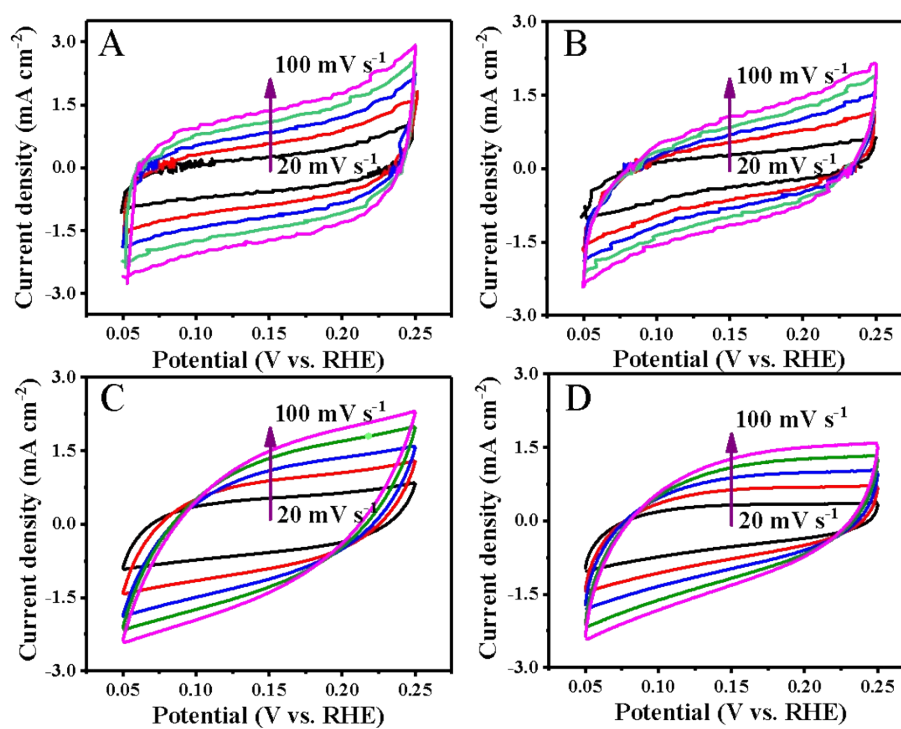 A
100 mV s⁻¹
20 mV s⁻¹
3.0
1.5
0.0
-1.5
-3.0
0.05
0.10
0.15
0.20
0.25
Current density (mA cm⁻²)
Potential (V vs. RHE)
B
100 mV s⁻¹
20 mV s⁻¹
3.0
1.5
0.0
-1.5
-3.0
0.05
0.10
0.15
0.20
0.25
Current density (mA cm⁻²)
Potential (V vs. RHE)
C
100 mV s⁻¹
20 mV s⁻¹
3.0
1.5
0.0
-1.5
-3.0
0.05
0.10
0.15
0.20
0.25
Current density (mA cm⁻²)
Potential (V vs. RHE)
D
100 mV s⁻¹
20 mV s⁻¹
3.0
1.5
0.0
-1.5
-3.0
0.05
0.10
0.15
0.20
0.25
Current density (mA cm⁻²)
Potential (V vs. RHE)